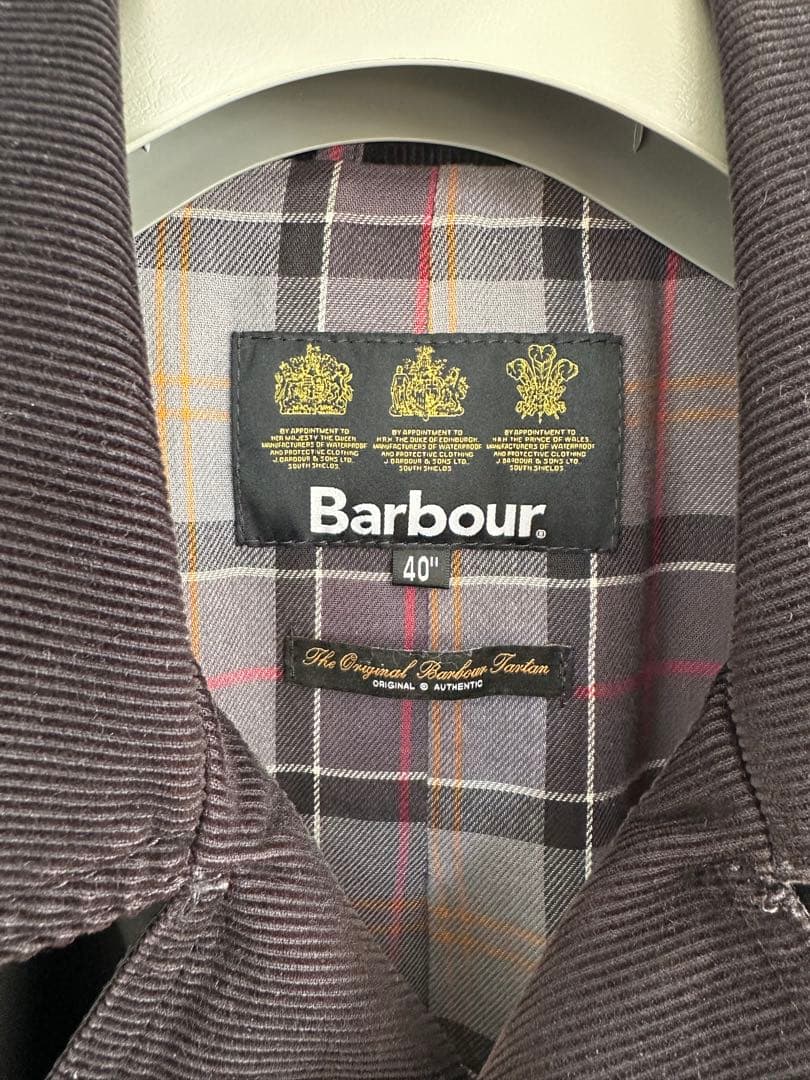 BY APPOINTMENT TO
HER MAJESTY THE QUEEN
MANUFACTURERS OF WATERPROOF
AND PROTECTIVE CLOTHING
J. BARBOUR & SONS LTD.
SOUTH SHIELDS
BY APPOINTMENT TO
H.R.H. THE DUKE OF EDINBURGH
MANUFACTURERS OF WATERPROOF
AND PROTECTIVE CLOTHING
J. BARBOUR & SONS LTD.
SOUTH SHIELDS
BY APPOINTMENT TO
H.R.H. THE PRINCE OF WALES
MANUFACTURERS OF WATERPROOF
AND PROTECTIVE CLOTHING
J. BARBOUR & SONS LTD.
SOUTH SHIELDS
Barbour®
40"
The Original Barbour Tartan
ORIGINAL © AUTHENTIC